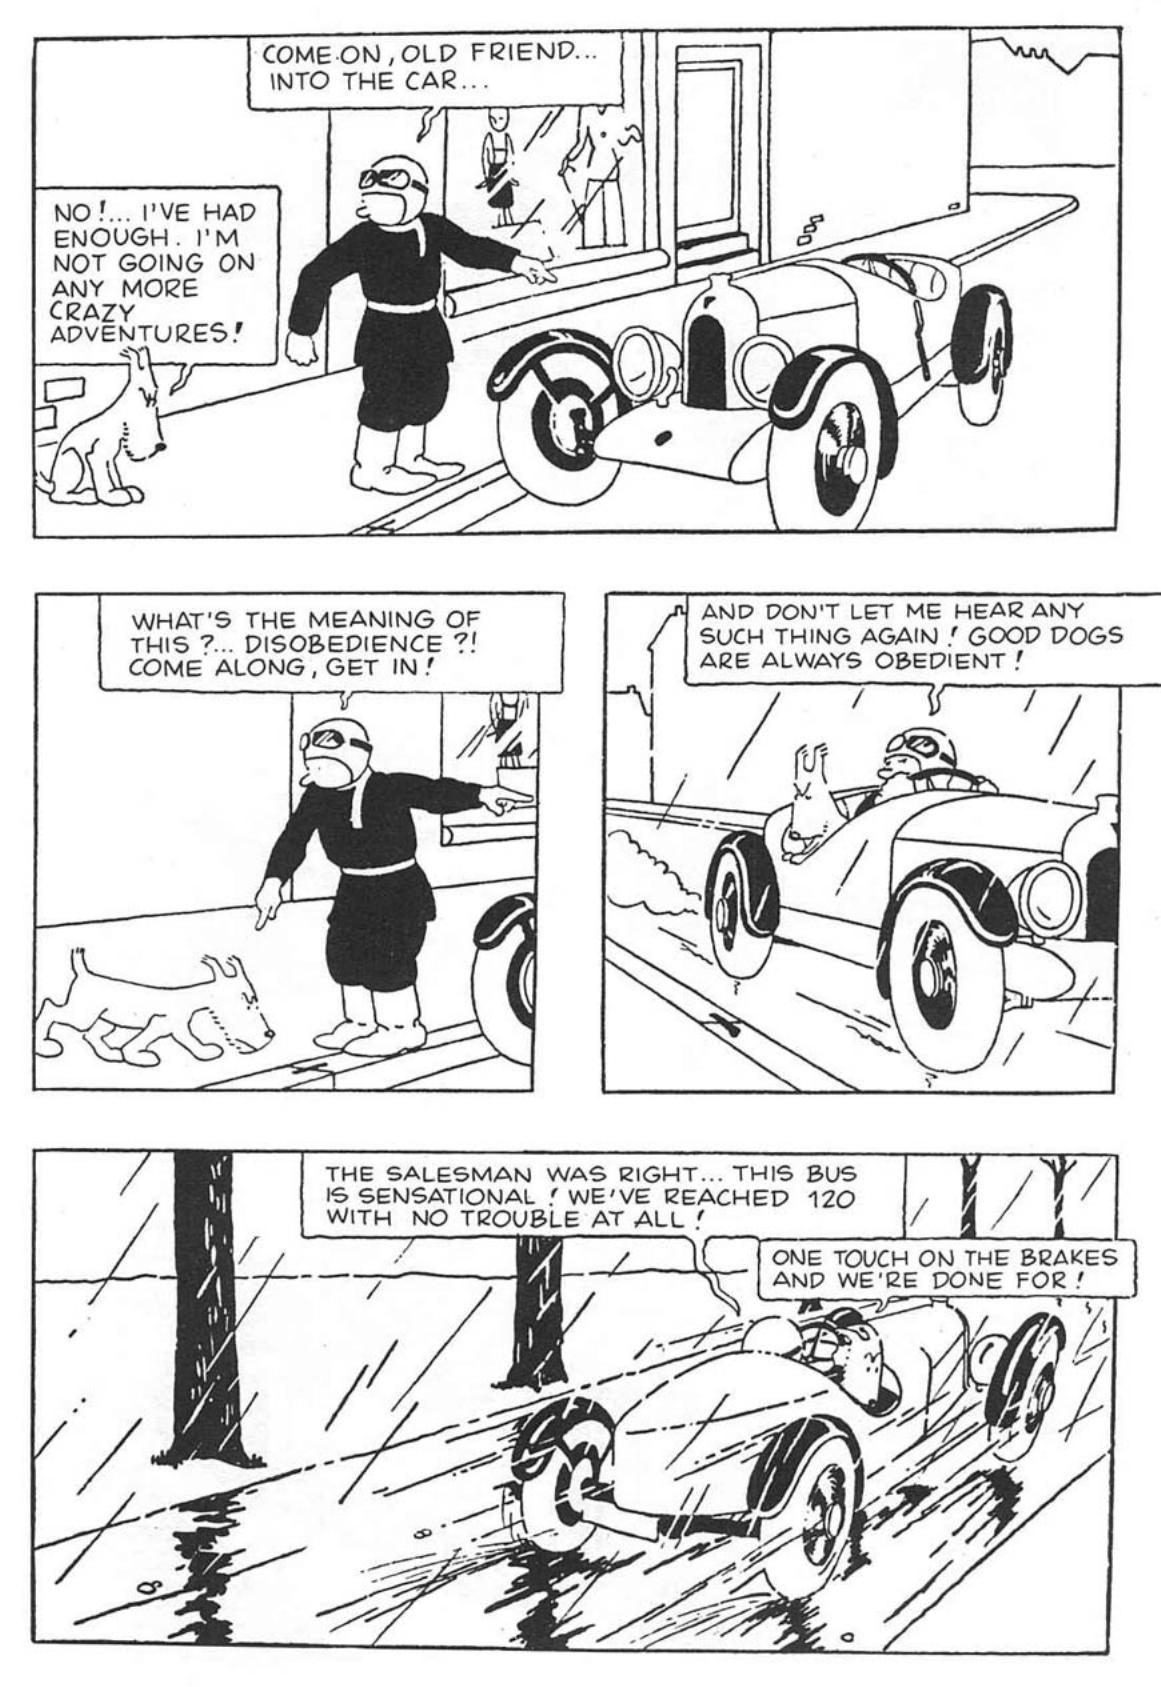 COME ON, OLD FRIEND...
INTO THE CAR...
NO!... I'VE HAD
ENOUGH. I'M
NOT GOING ON
ANY MORE
CRAZY
ADVENTURES!
WHAT'S THE MEANING OF
THIS?... DISOBEDIENCE?!
COME ALONG, GET IN!
AND DON'T LET ME HEAR ANY
SUCH THING AGAIN! GOOD DOGS
ARE ALWAYS OBEDIENT!
THE SALESMAN WAS RIGHT... THIS BUS
IS SENSATIONAL! WE'VE REACHED 120
WITH NO TROUBLE AT ALL!
ONE TOUCH ON THE BRAKES
AND WE'RE DONE FOR!